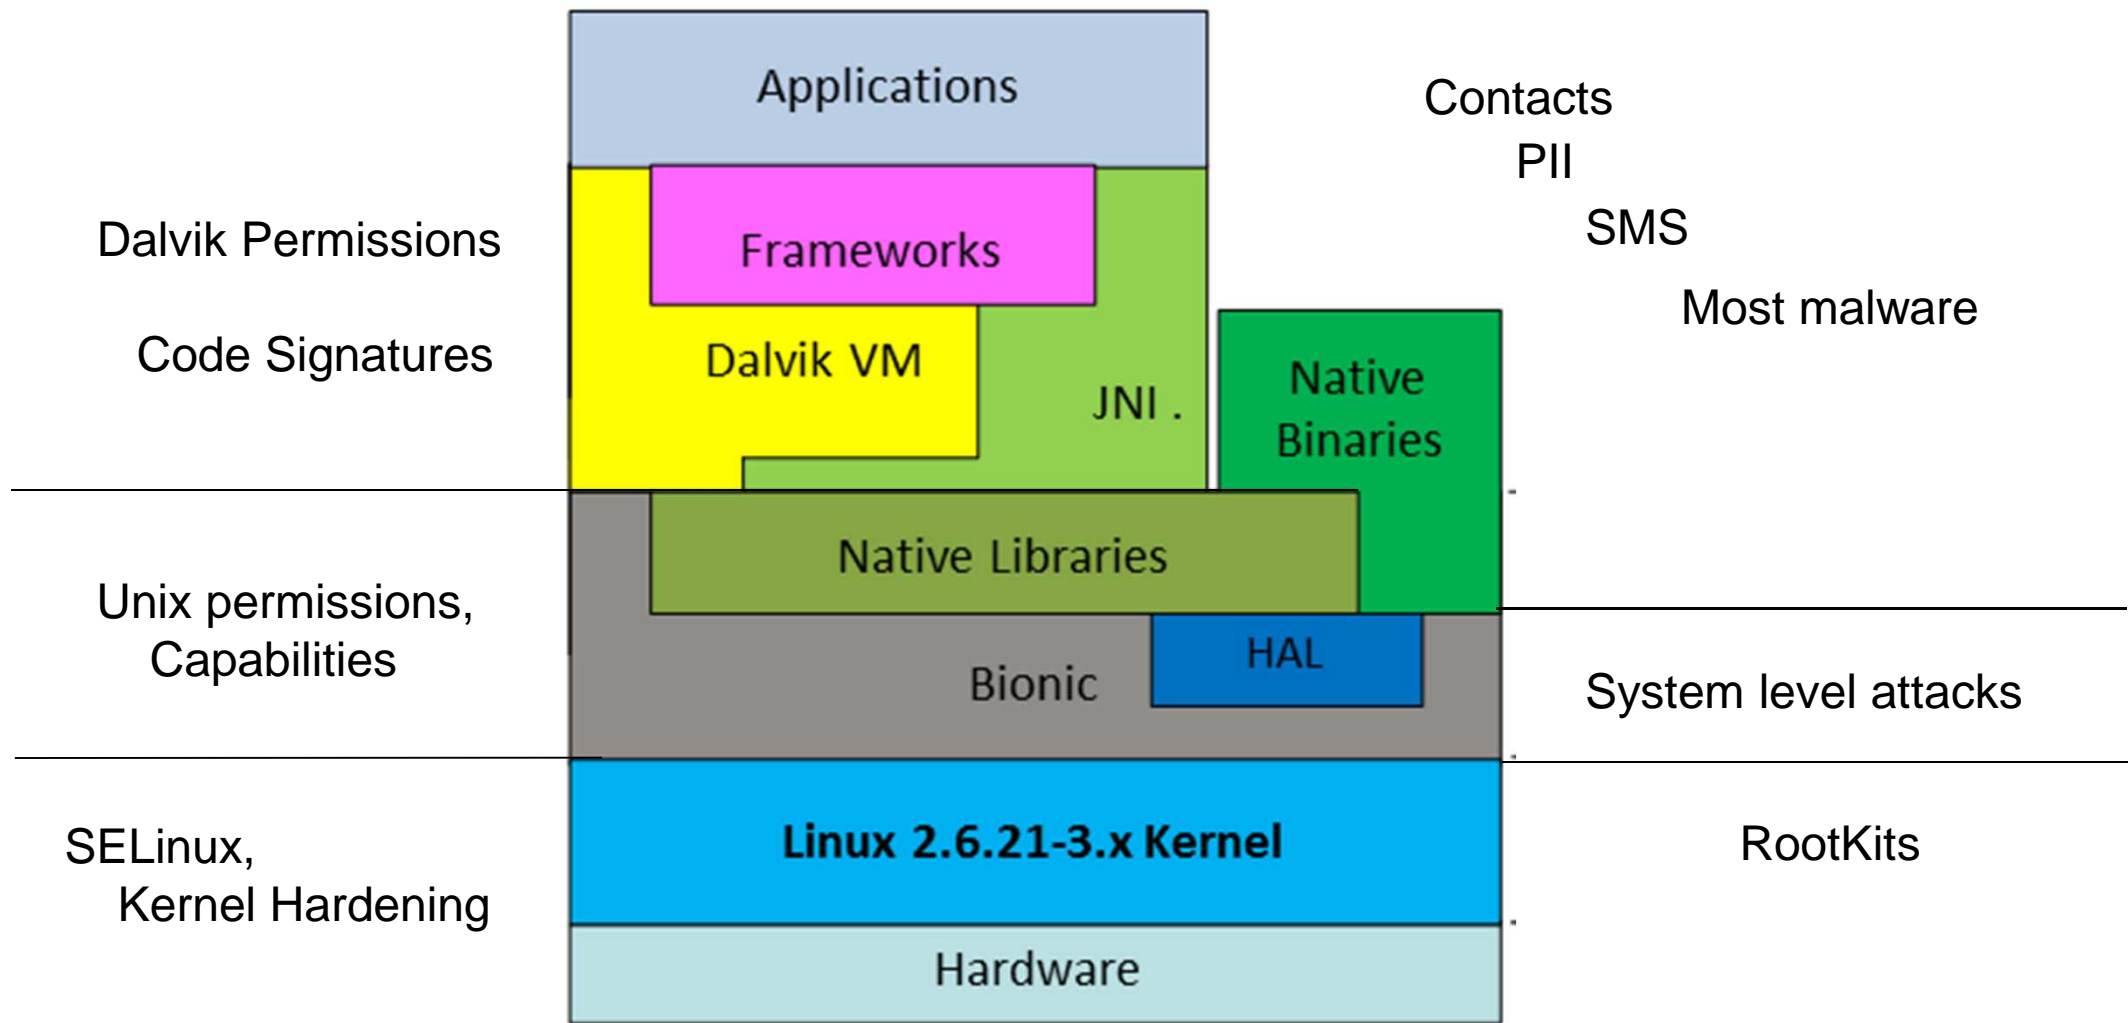 Applications
Contacts
PII
SMS
Dalvik Permissions
Frameworks
Most malware
Code Signatures
Dalvik VM
JNI .
Native
Binaries
Native Libraries
Unix permissions,
Capabilities
HAL
Bionic
System level attacks
Linux 2.6.21-3.x Kernel
SELinux,
Kernel Hardening
RootKits
Hardware